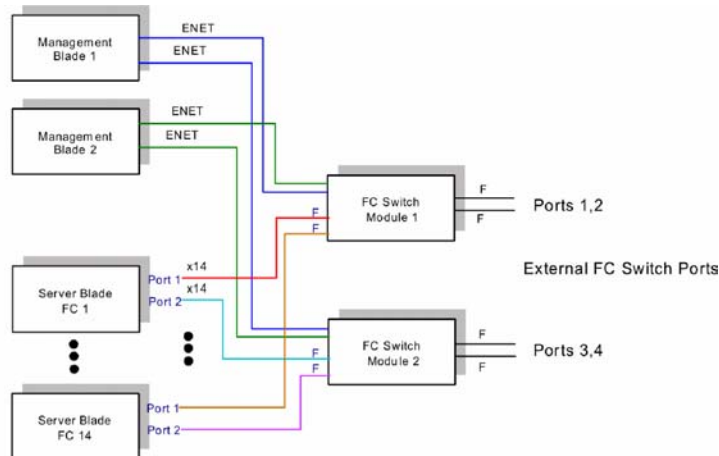 ENET
Management
Blade 1
ENET
ENET
Management
Blade 2
ENET
FC Switch
Module 1
F
F
Ports 1,2
F
F
External FC Switch Ports
x14
Port 1
Server Blade
FC 1
x14
Port 2
FC Switch
Module 2
F
F
Ports 3,4
F
F
Port 1
Server Blade
FC 14
Port 2